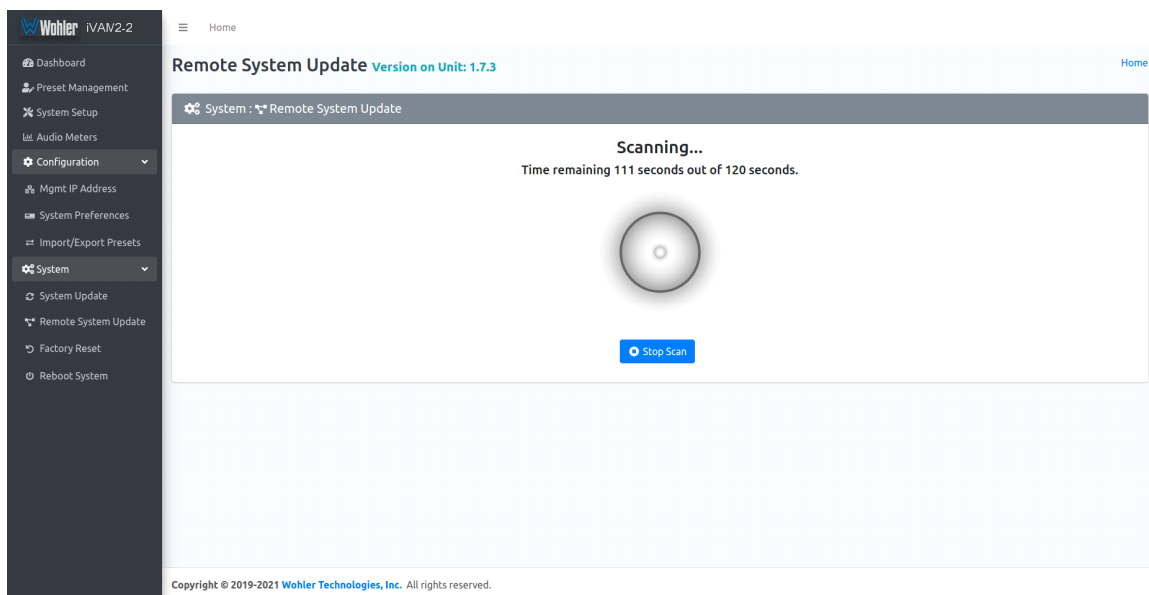 Wohler iVAM2-2
Home
Dashboard
Preset Management
System Setup
Audio Meters
Configuration
Mgmt IP Address
System Preferences
Import/Export Presets
System
System Update
Remote System Update
Factory Reset
Reboot System
Remote System Update Version on Unit: 1.7.3
Home
System : Remote System Update
Scanning...
Time remaining 111 seconds out of 120 seconds.
Stop Scan
Copyright © 2019-2021 Wohler Technologies, Inc. All rights reserved.